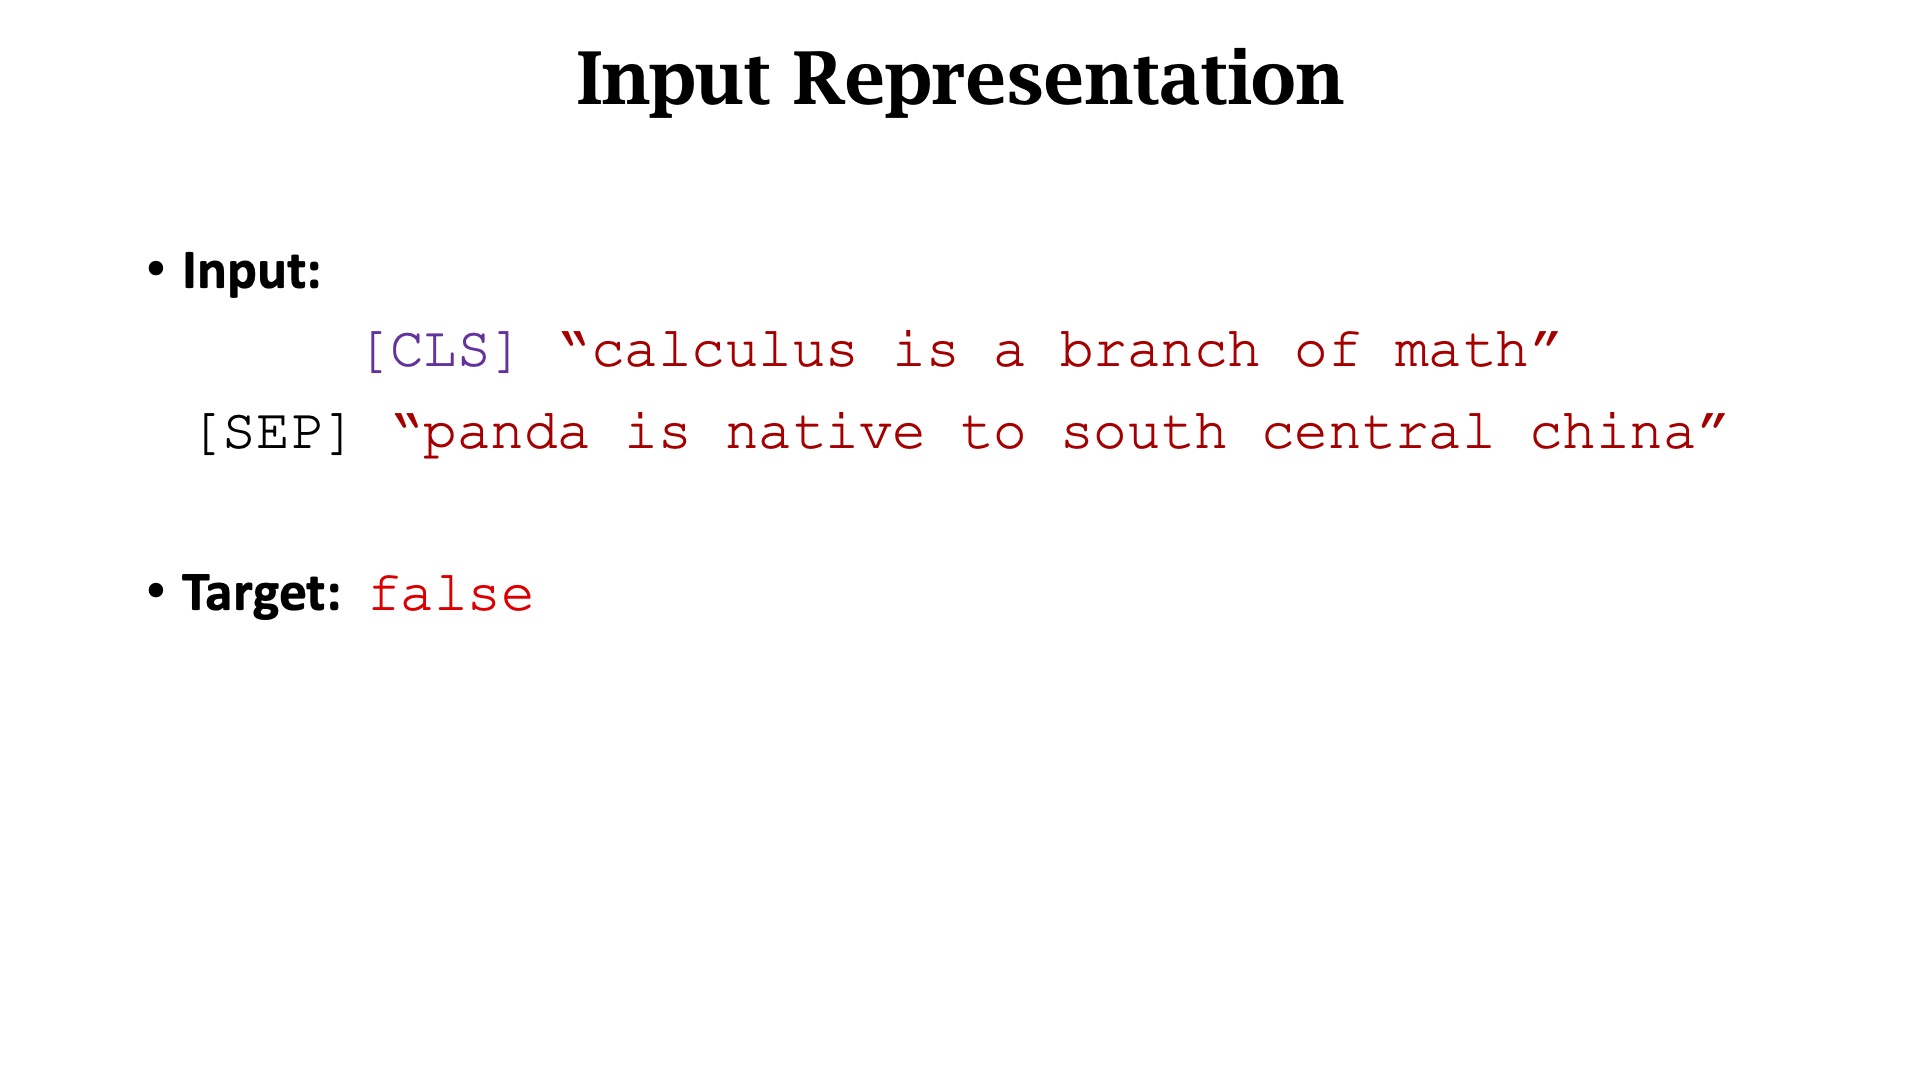 Input Representation
• Input:
[CLS] “calculus is a branch of math”
[SEP] “panda is native to south central china”
• Target: false